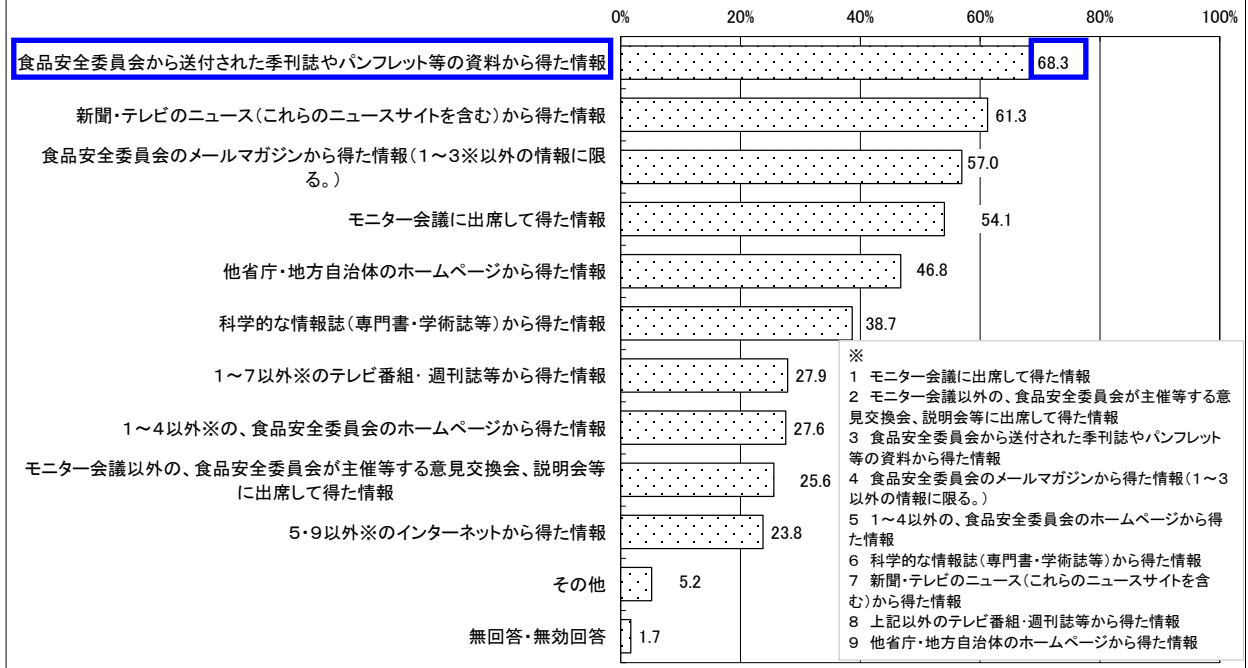 0%
20%
40%
60%
80%
100%
食品安全委員会から送付された季刊誌やパンフレット等の資料から得た情報
68.3
新聞・テレビのニュース(これらのニュースサイトを含む)から得た情報
61.3
食品安全委員会のメールマガジンから得た情報(1～3※以外の情報に限
る。)
57.0
モニター会議に出席して得た情報
54.1
他省庁・地方自治体のホームページから得た情報
46.8
科学的な情報誌(専門書・学術誌等)から得た情報
38.7
1～7以外※のテレビ番組・週刊誌等から得た情報
27.9
1～4以外※の、食品安全委員会のホームページから得た情報
27.6
モニター会議以外の、食品安全委員会が主催等する意見交換会、説明会等
に出席して得た情報
25.6
5・9以外※のインターネットから得た情報
23.8
その他
5.2
無回答・無効回答
1.7
※
1 モニター会議に出席して得た情報
2 モニター会議以外の、食品安全委員会が主催等する意
見交換会、説明会等に出席して得た情報
3 食品安全委員会から送付された季刊誌やパンフレット
等の資料から得た情報
4 食品安全委員会のメールマガジンから得た情報(1～3
以外の情報に限る。)
5 1～4以外の、食品安全委員会のホームページから得
た情報
6 科学的な情報誌(専門書・学術誌等)から得た情報
7 新聞・テレビのニュース(これらのニュースサイトを含
む)から得た情報
8 上記以外のテレビ番組・週刊誌等から得た情報
9 他省庁・地方自治体のホームページから得た情報